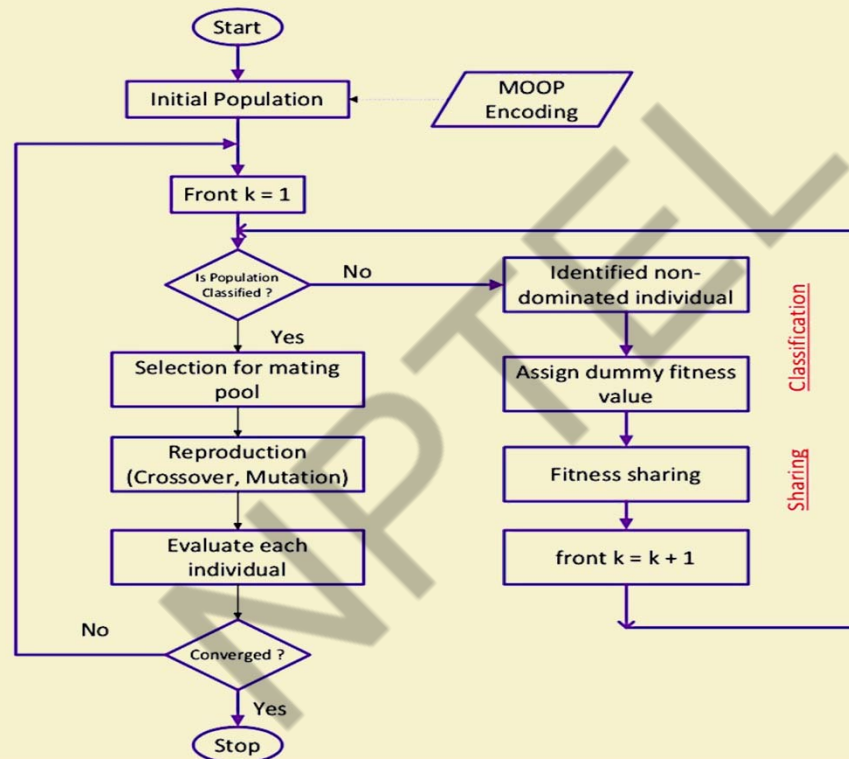 Start
Initial Population
MOOP
Encoding
Front k = 1
Is Population
Classified ?
No
Yes
Identified non-
dominated individual
Assign dummy fitness
value
Fitness sharing
front k = k + 1
Classification
Sharing
Selection for mating
pool
Reproduction
(Crossover, Mutation)
Evaluate each
individual
Converged ?
No
Yes
Stop
NPTEL